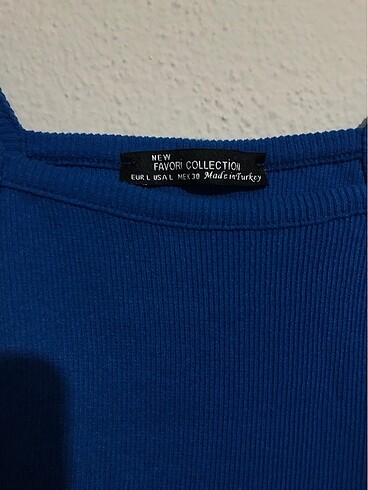 NEW
FAVORI COLLECTION
EUR L USA L MEX 30 Made in Turkey